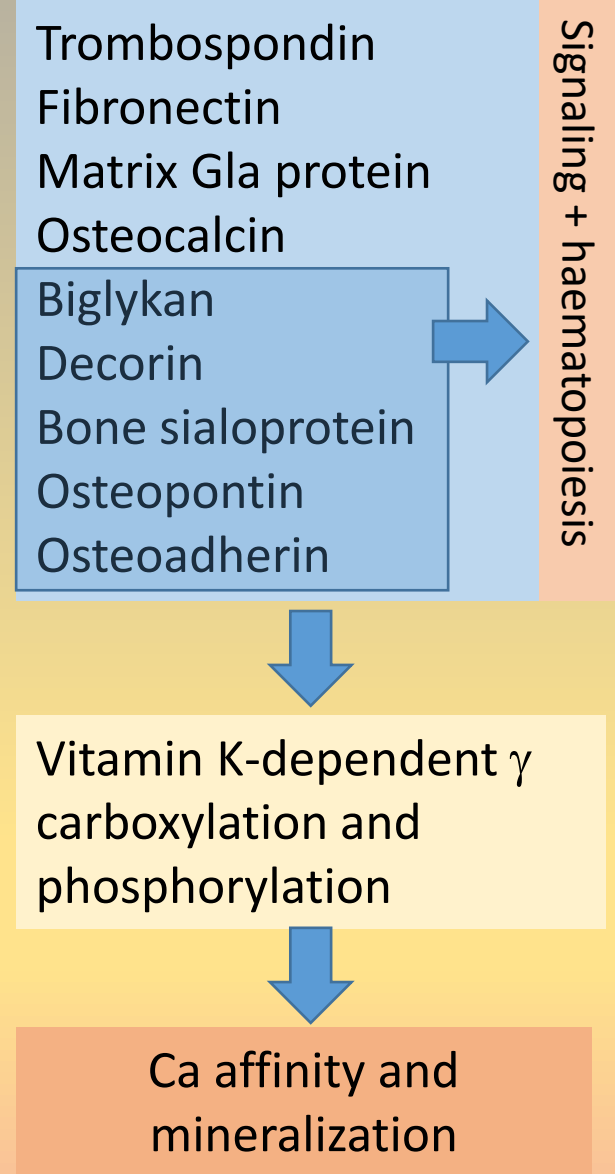 Trombospondin
Fibronectin
Matrix Gla protein
Osteocalcin
Biglykan
Decorin
Bone sialoprotein
Osteopontin
Osteoadherin
Signaling + haematopoiesis
Vitamin K-dependent γ
carboxylation and
phosphorylation
Ca affinity and
mineralization